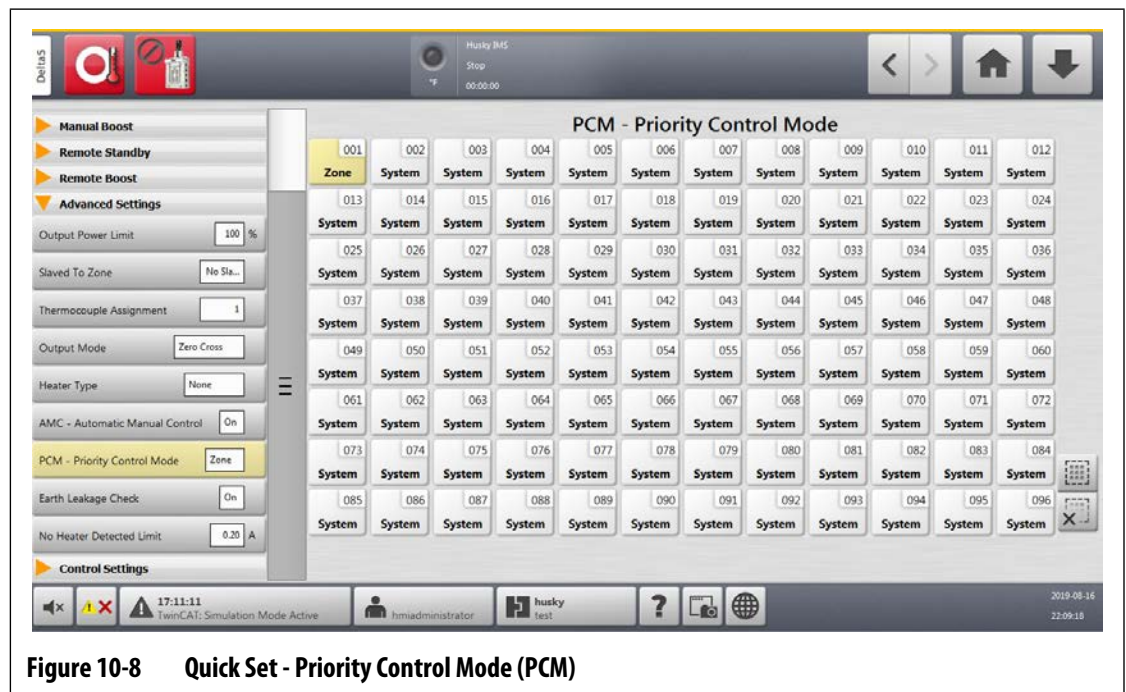 Delta5
Husky IMS
Stop
°F 00:00:00
Manual Boost
Remote Standby
Remote Boost
Advanced Settings
Output Power Limit 100 %
Slaved To Zone No Sla...
Thermocouple Assignment 1
Output Mode Zero Cross
Heater Type None
AMC - Automatic Manual Control On
PCM - Priority Control Mode Zone
Earth Leakage Check On
No Heater Detected Limit 0.20 A
Control Settings
PCM - Priority Control Mode
001 002 003 004 005 006 007 008 009 010 011 012
Zone System System System System System System System System System System System
013 014 015 016 017 018 019 020 021 022 023 024
System System System System System System System System System System System System
025 026 027 028 029 030 031 032 033 034 035 036
System System System System System System System System System System System System
037 038 039 040 041 042 043 044 045 046 047 048
System System System System System System System System System System System System
049 050 051 052 053 054 055 056 057 058 059 060
System System System System System System System System System System System System
061 062 063 064 065 066 067 068 069 070 071 072
System System System System System System System System System System System System
073 074 075 076 077 078 079 080 081 082 083 084
System System System System System System System System System System System System
085 086 087 088 089 090 091 092 093 094 095 096
System System System System System System System System System System System System
17:11:11
TwinCAT: Simulation Mode Active
hmiadministrator
husky
test
?
2019-08-16
22:09:18
Figure 10-8 Quick Set - Priority Control Mode (PCM)